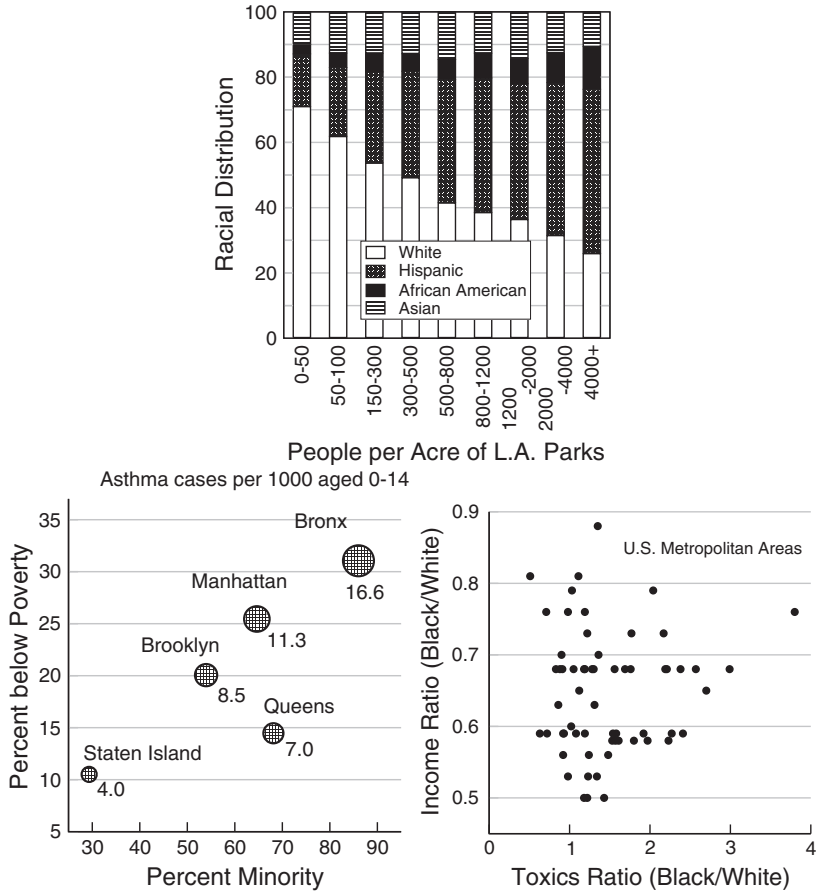 100
80
60
40
20
0
Racial Distribution
White
Hispanic
African American
Asian
0-50
50-100
150-300
300-500
500-800
800-1200
1200
-2000
2000
-4000
4000+
People per Acre of L.A. Parks
Asthma cases per 1000 aged 0-14
35
30
25
20
15
10
5
Percent below Poverty
Bronx
16.6
Manhattan
11.3
Brooklyn
8.5
Queens
7.0
Staten Island
4.0
30 40 50 60 70 80 90
Percent Minority
0.9
0.8
0.7
0.6
0.5
Income Ratio (Black/White)
U.S. Metropolitan Areas
0 1 2 3 4
Toxics Ratio (Black/White)